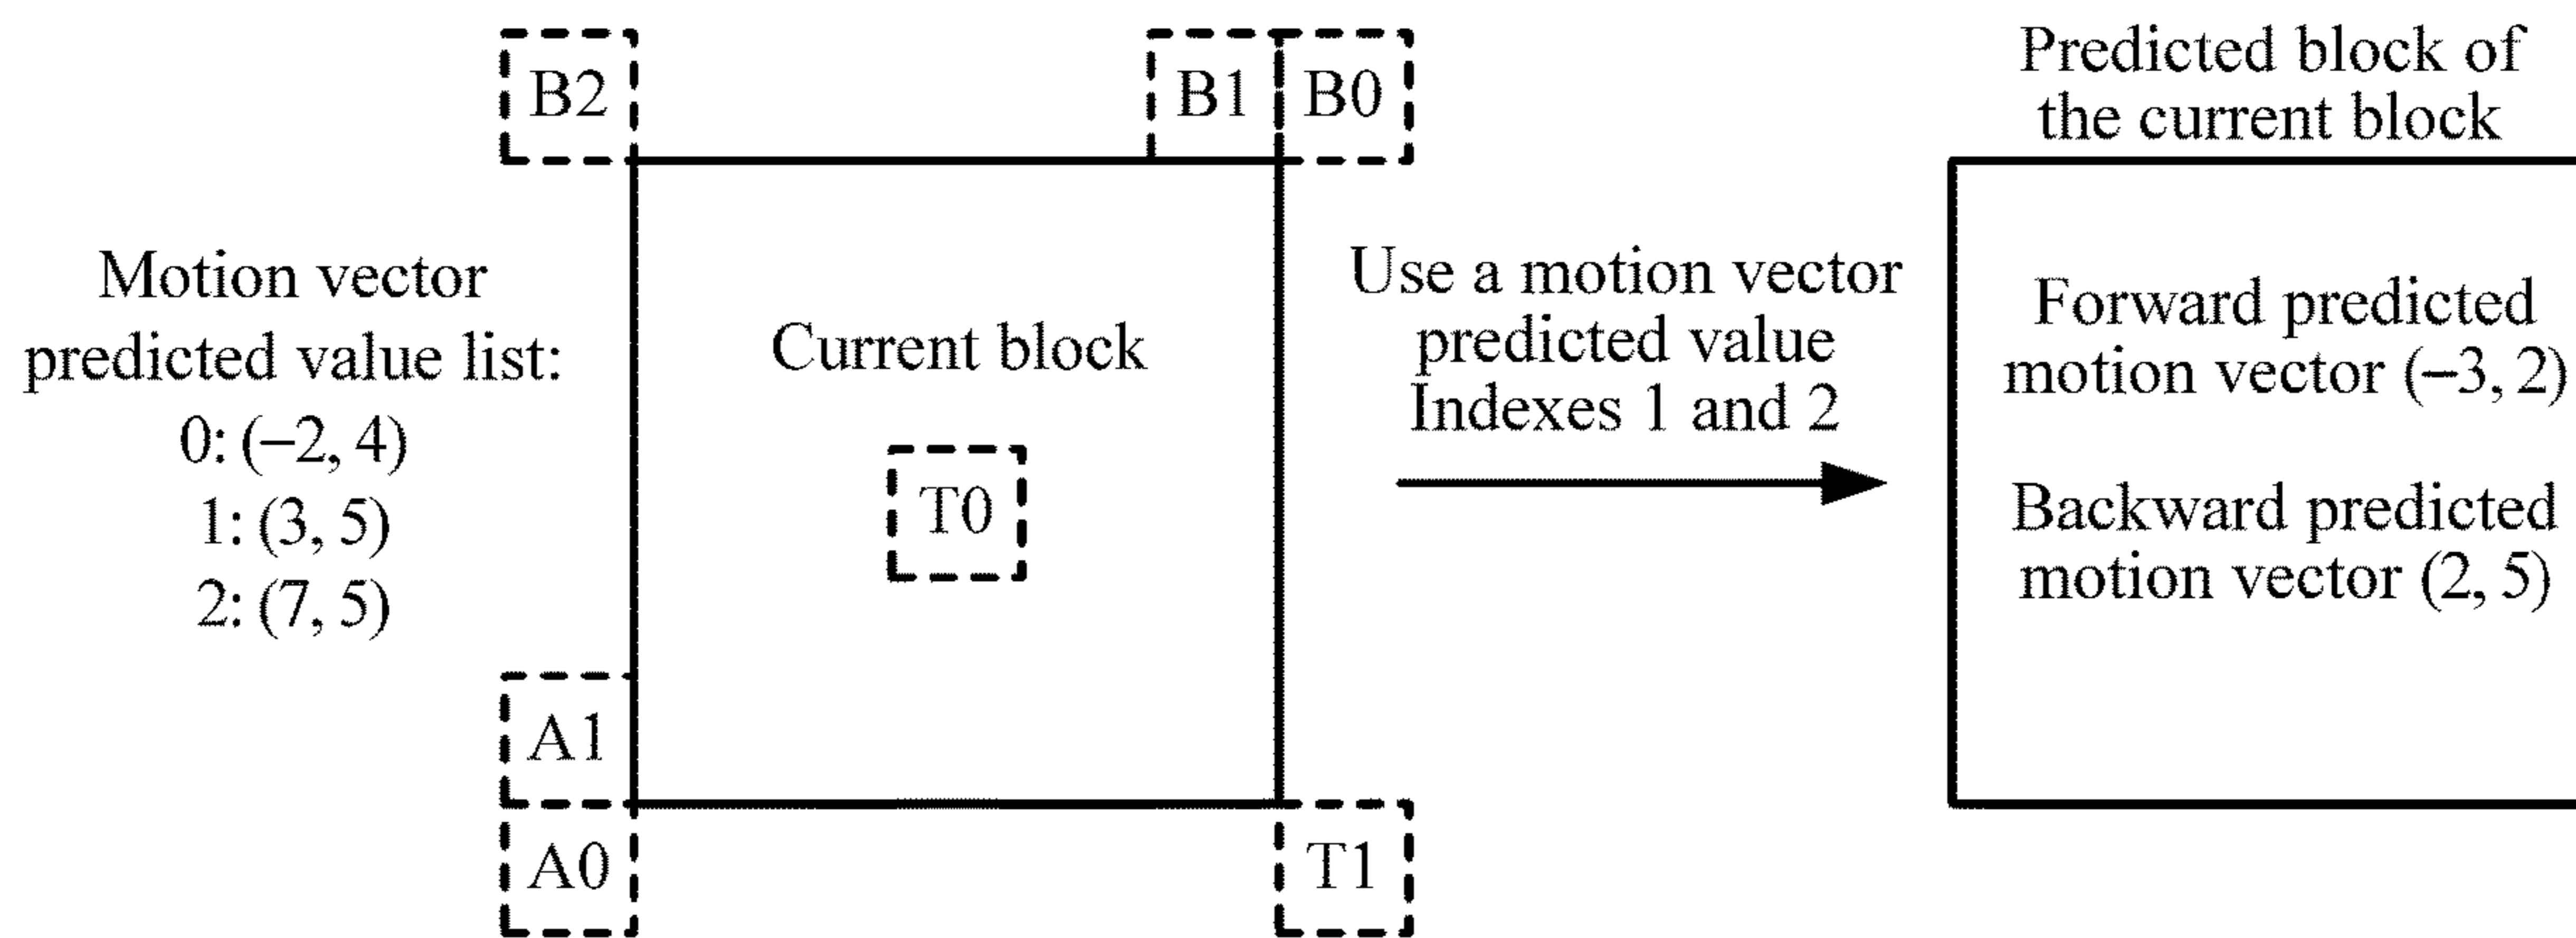 B2
B1
B0
Predicted block of
the current block
Motion vector
predicted value list:
0: (−2, 4)
1: (3, 5)
2: (7, 5)
Current block
T0
Use a motion vector
predicted value
Indexes 1 and 2
Forward predicted
motion vector (−3, 2)
Backward predicted
motion vector (2, 5)
A1
A0
T1